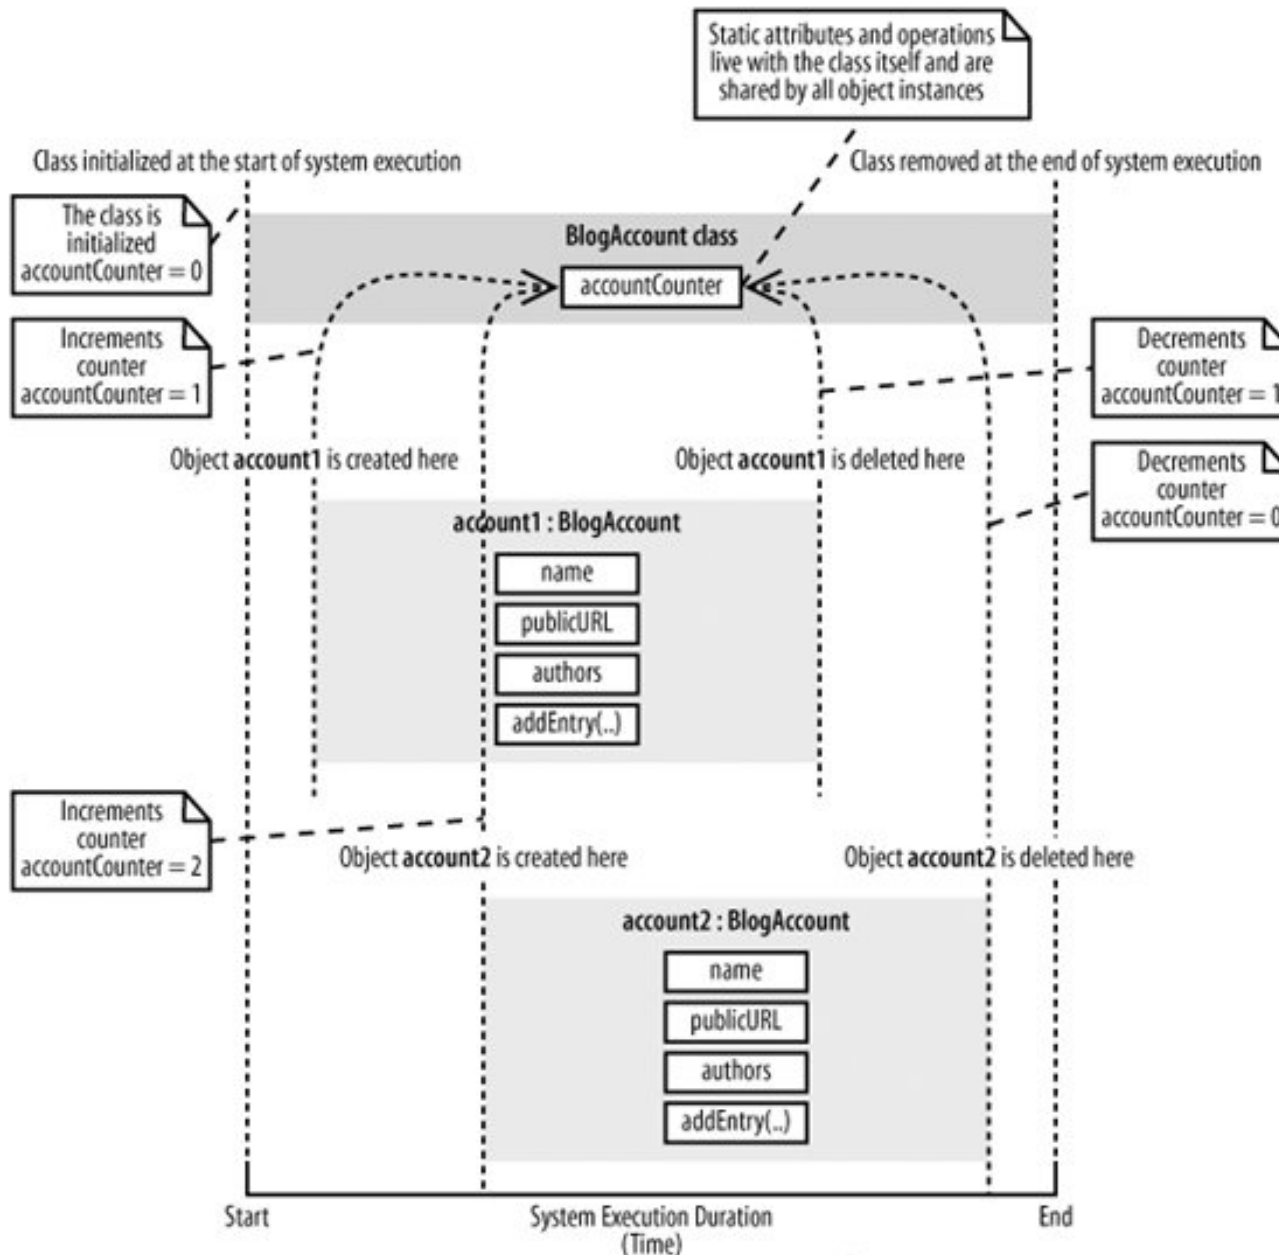 Static attributes and operations
live with the class itself and are
shared by all object instances
Class initialized at the start of system execution
Class removed at the end of system execution
The class is
initialized
accountCounter = 0
BlogAccount class
accountCounter
Increments
counter
accountCounter = 1
Decrements
counter
accountCounter = 1
Object account1 is created here
Object account1 is deleted here
Decrements
counter
accountCounter = 0
account1 : BlogAccount
name
publicURL
authors
addEntry(..)
Increments
counter
accountCounter = 2
Object account2 is created here
Object account2 is deleted here
account2 : BlogAccount
name
publicURL
authors
addEntry(..)
Start
System Execution Duration
(Time)
End